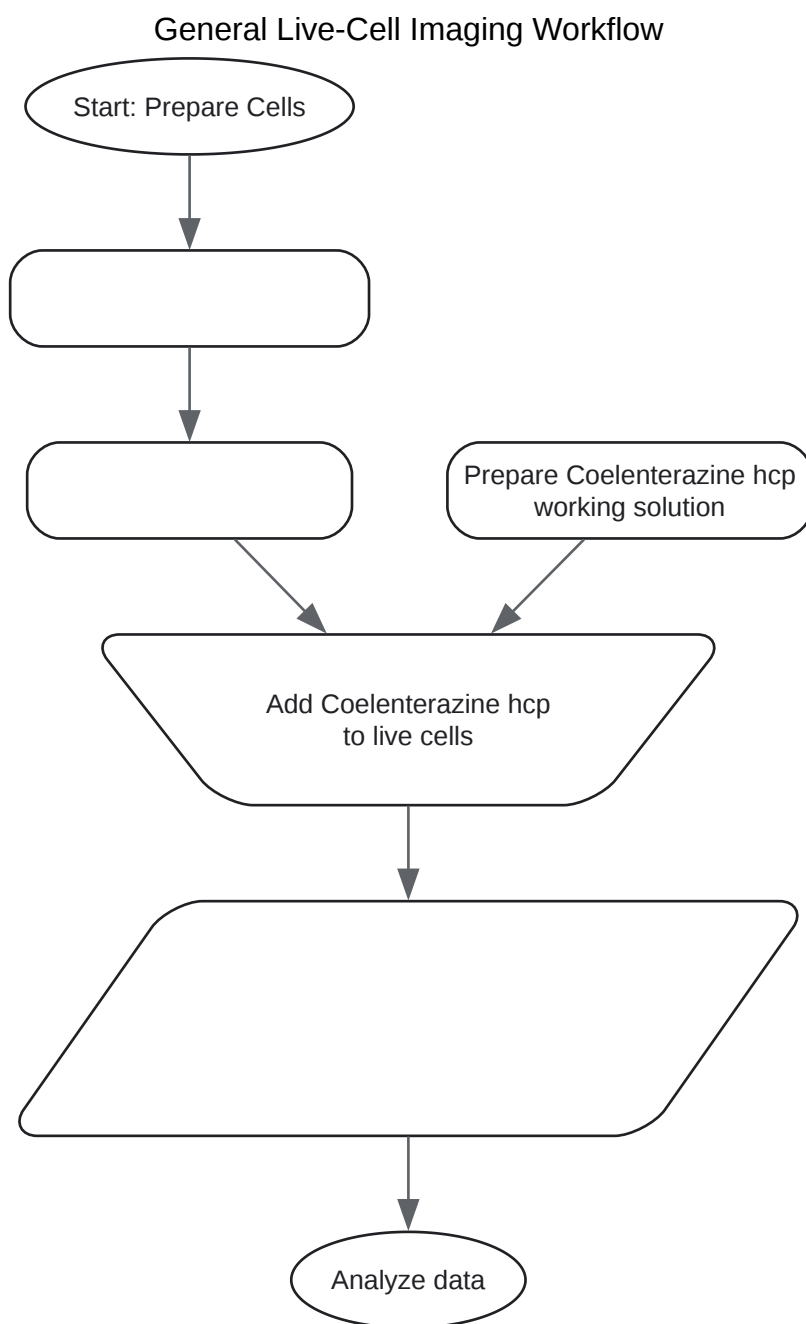 General Live-Cell Imaging Workflow
Start: Prepare Cells
Prepare Coelenterazine hcp
working solution
Add Coelenterazine hcp
to live cells
Analyze data